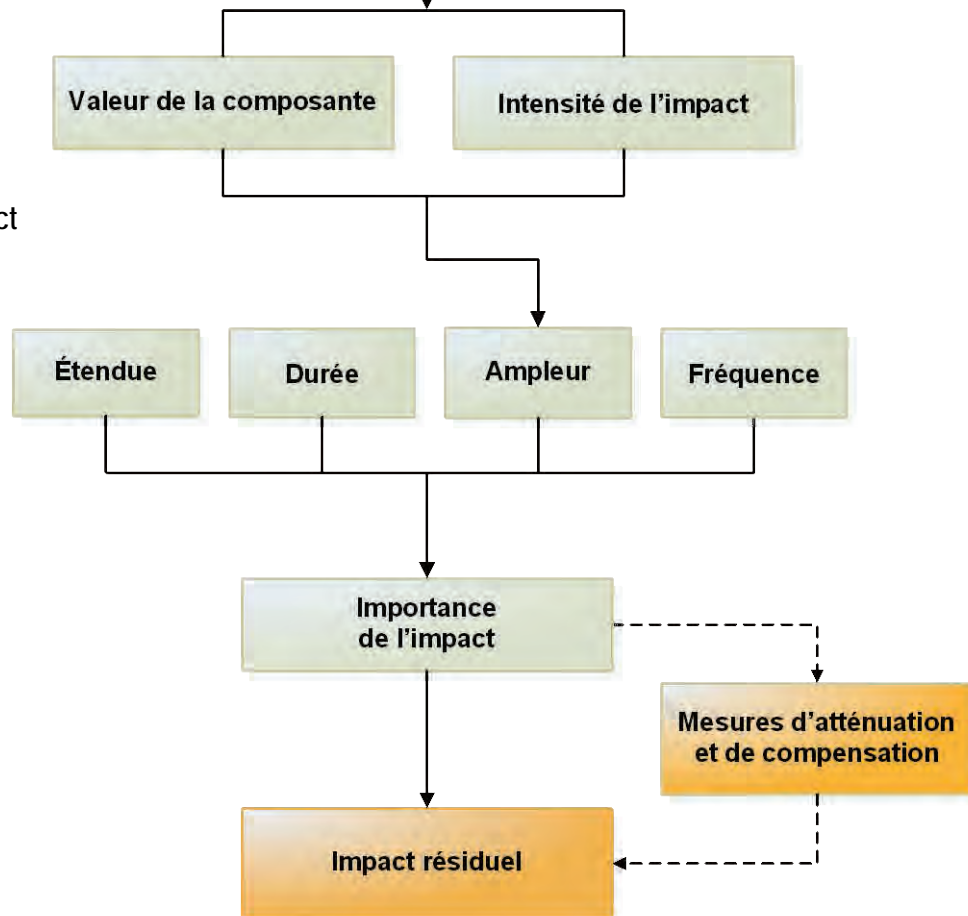 Valeur de la composante
Intensité de l'impact
Étendue
Durée
Ampleur
Fréquence
Importance
de l'impact
Mesures d'atténuation
et de compensation
Impact résiduel